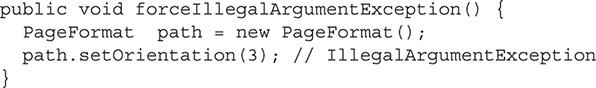 public void forceIllegalArgumentException() {
  PageFormat  path = new PageFormat();
  path.setOrientation(3); // IllegalArgumentException
}